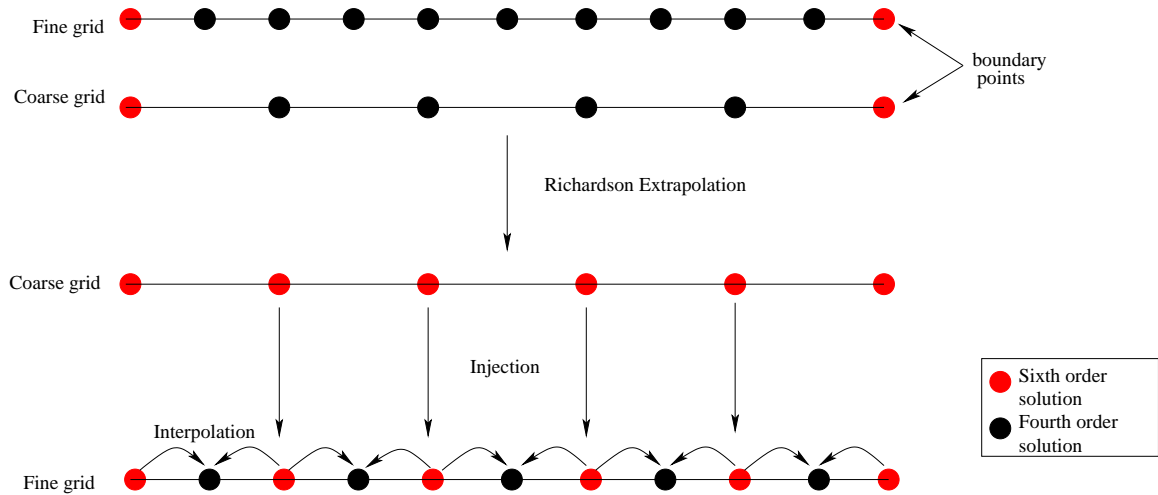 Fine grid
boundary
points
Coarse grid
Richardson Extrapolation
Coarse grid
Injection
Sixth order
solution
Fourth order
solution
Interpolation
Fine grid